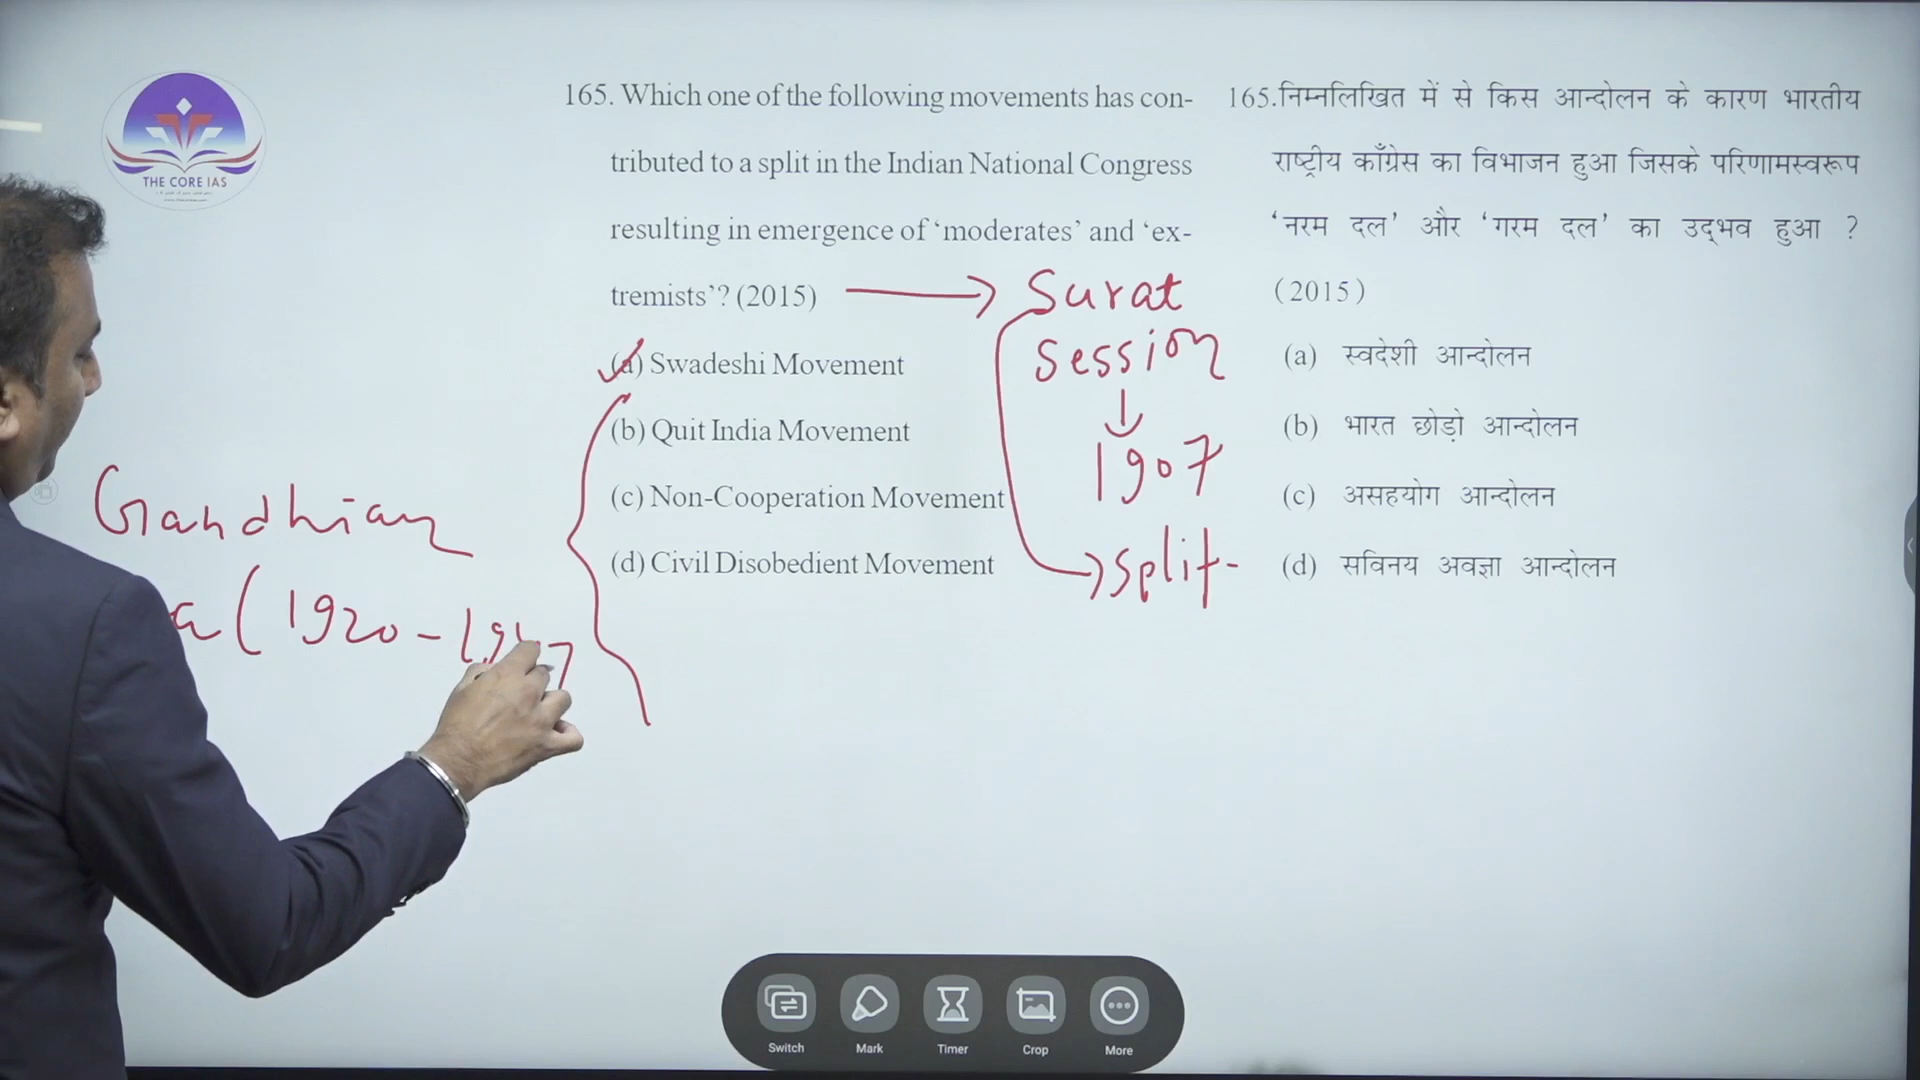 THE CORE IAS
165. Which one of the following movements has con-
tributed to a split in the Indian National Congress
resulting in emergence of ‘moderates’ and ‘ex-
tremists’? (2015)
(a) Swadeshi Movement
(b) Quit India Movement
(c) Non-Cooperation Movement
(d) Civil Disobedient Movement
Surat
Session
1907
Split-
Gandhian
(1920-1947
165.निम्नलिखित में से किस आन्दोलन के कारण भारतीय
राष्ट्रीय काँग्रेस का विभाजन हुआ जिसके परिणामस्वरूप
‘नरम दल’ और ‘गरम दल’ का उद्भव हुआ ?
(2015)
(a) स्वदेशी आन्दोलन
(b) भारत छोड़ो आन्दोलन
(c) असहयोग आन्दोलन
(d) सविनय अवज्ञा आन्दोलन
Switch
Mark
Timer
Crop
More